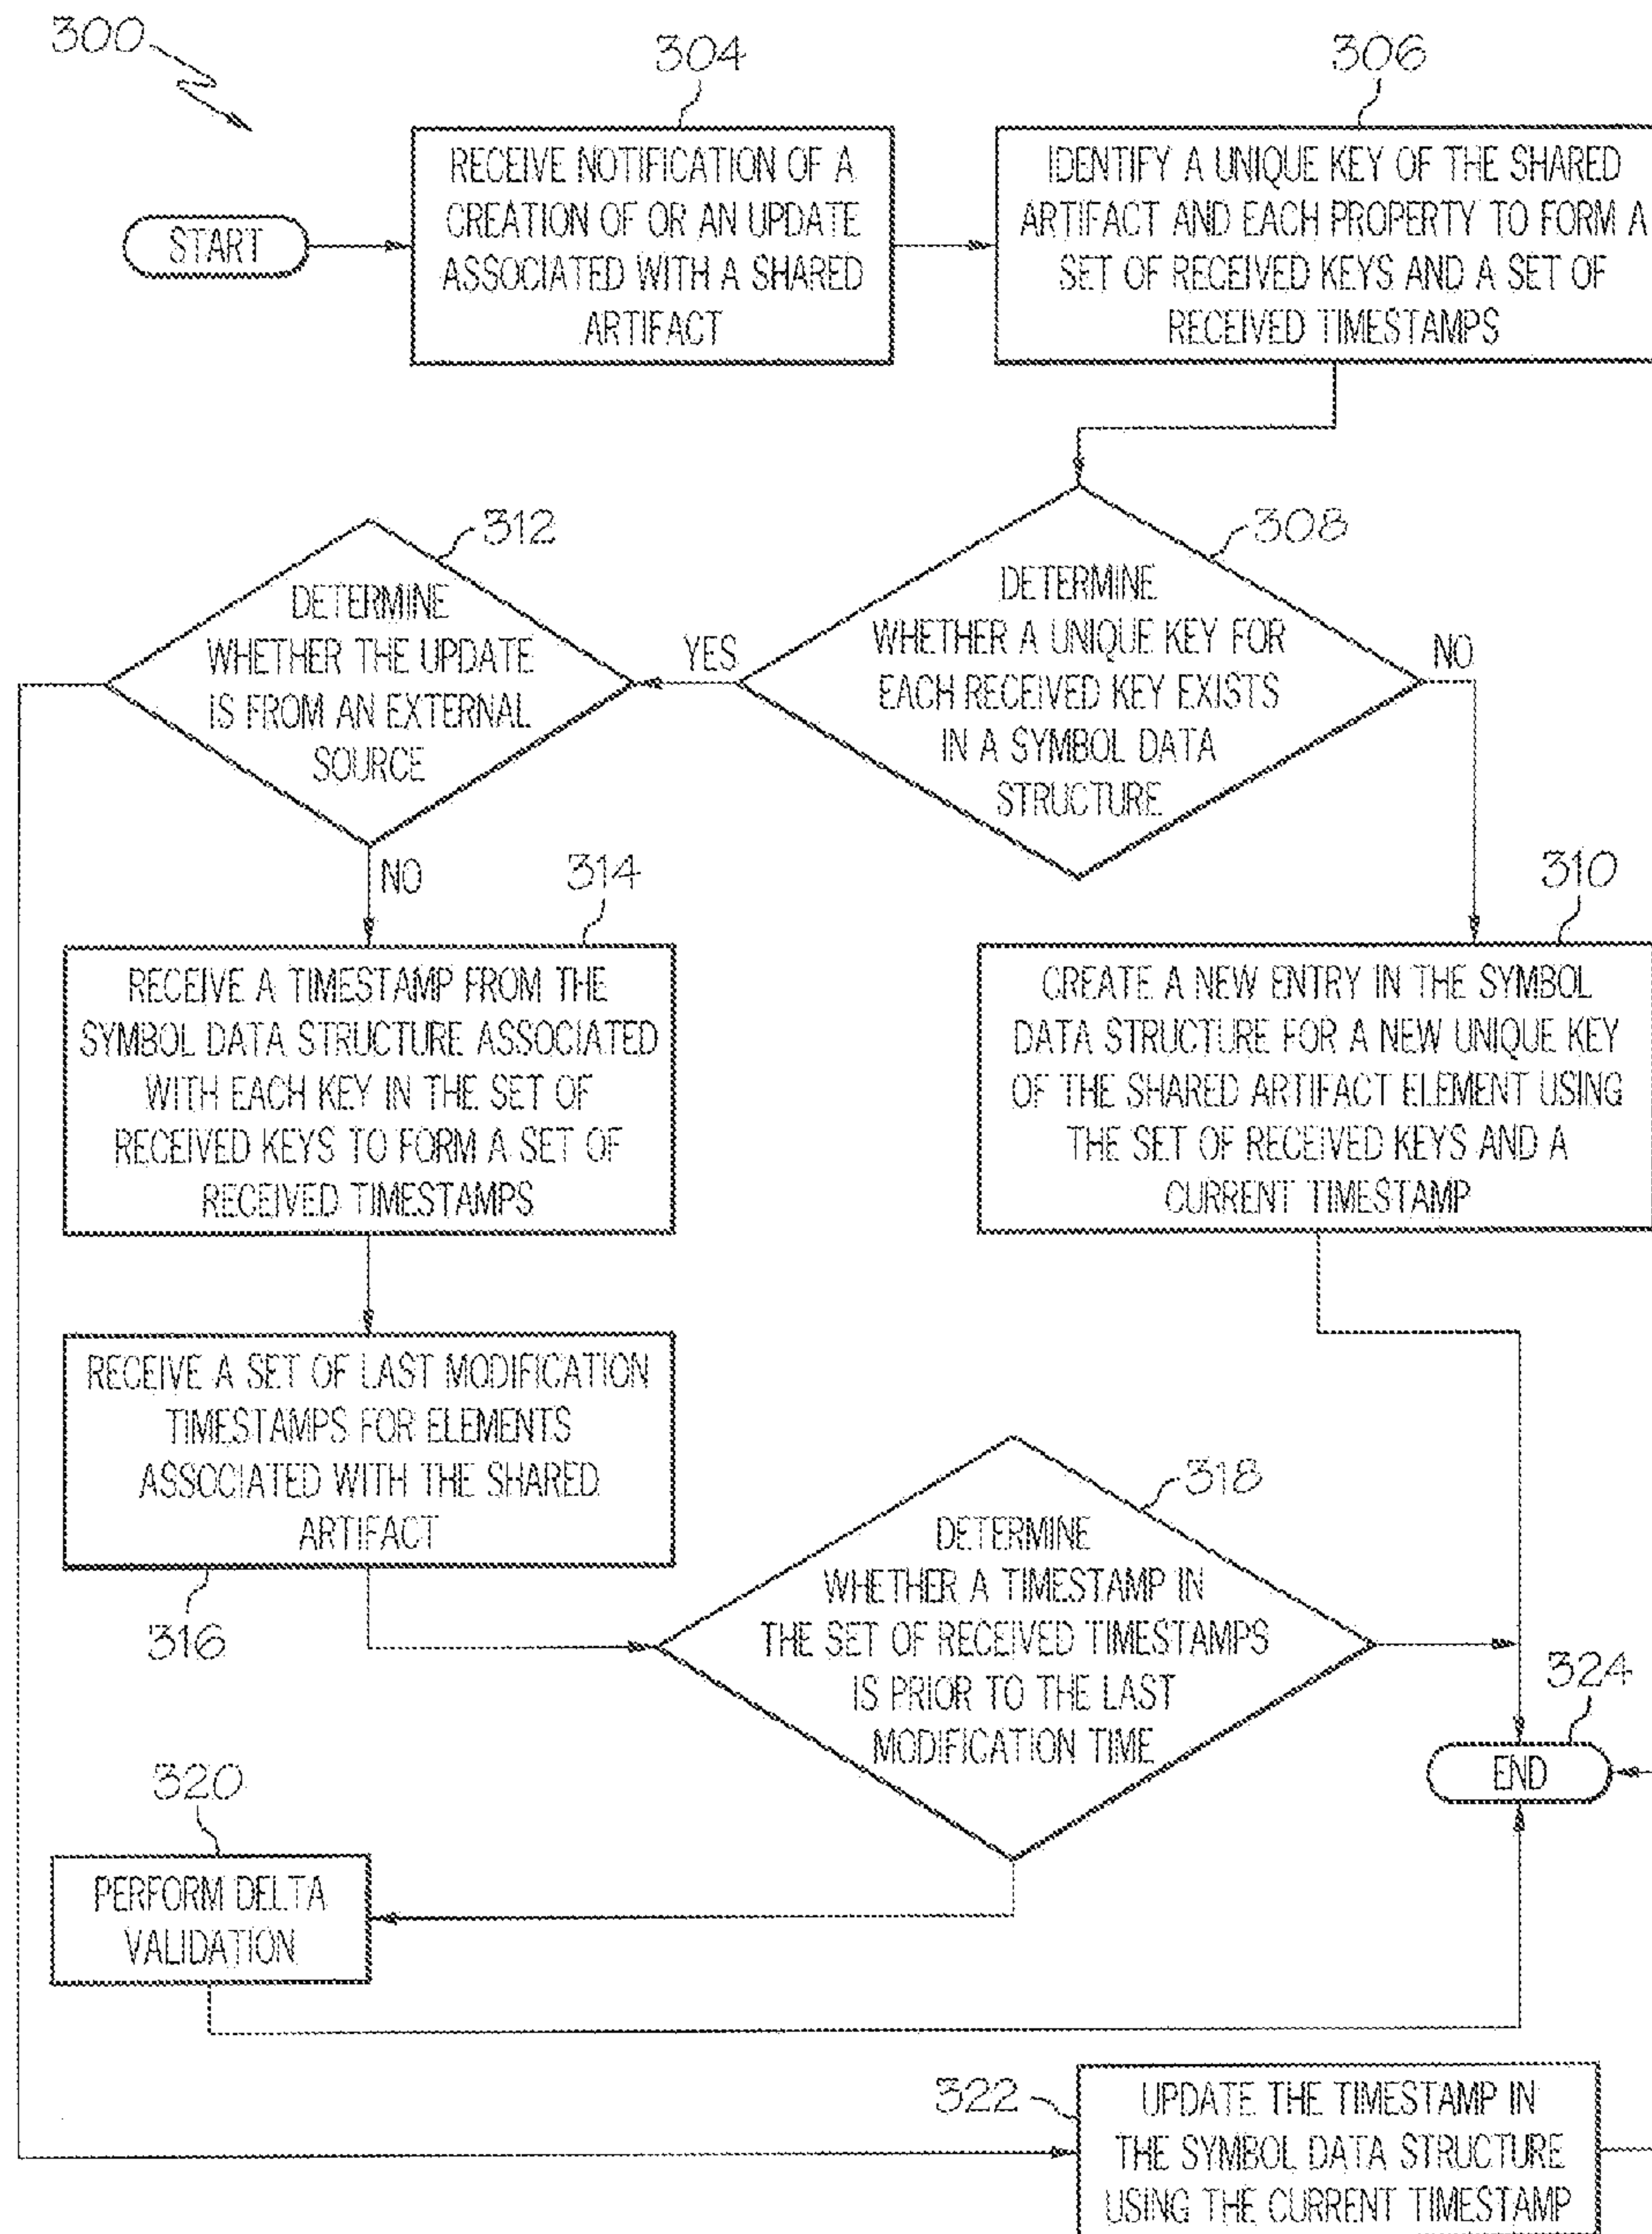 300
304
306
START
RECEIVE NOTIFICATION OF A
CREATION OF OR AN UPDATE
ASSOCIATED WITH A SHARED
ARTIFACT
IDENTIFY A UNIQUE KEY OF THE SHARED
ARTIFACT AND EACH PROPERTY TO FORM A
SET OF RECEIVED KEYS AND A SET OF
RECEIVED TIMESTAMPS
312
DETERMINE
WHETHER THE UPDATE
IS FROM AN EXTERNAL
SOURCE
YES
308
DETERMINE
WHETHER A UNIQUE KEY FOR
EACH RECEIVED KEY EXISTS
IN A SYMBOL DATA
STRUCTURE
NO
NO
314
RECEIVE A TIMESTAMP FROM THE
SYMBOL DATA STRUCTURE ASSOCIATED
WITH EACH KEY IN THE SET OF
RECEIVED KEYS TO FORM A SET OF
RECEIVED TIMESTAMPS
310
CREATE A NEW ENTRY IN THE SYMBOL
DATA STRUCTURE FOR A NEW UNIQUE KEY
OF THE SHARED ARTIFACT ELEMENT USING
THE SET OF RECEIVED KEYS AND A
CURRENT TIMESTAMP
RECEIVE A SET OF LAST MODIFICATION
TIMESTAMPS FOR ELEMENTS
ASSOCIATED WITH THE SHARED
ARTIFACT
316
318
DETERMINE
WHETHER A TIMESTAMP IN
THE SET OF RECEIVED TIMESTAMPS
IS PRIOR TO THE LAST
MODIFICATION TIME
324
END
320
PERFORM DELTA
VALIDATION
322
UPDATE THE TIMESTAMP IN
THE SYMBOL DATA STRUCTURE
USING THE CURRENT TIMESTAMP